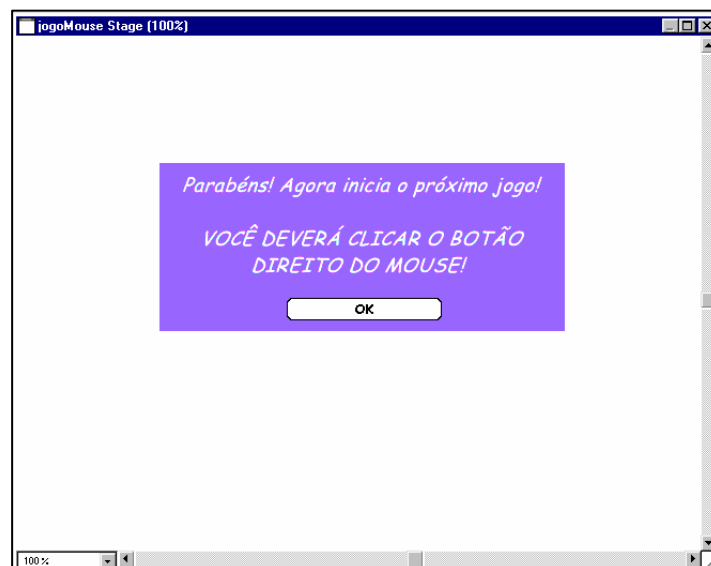 jogoMouse Stage (100%)
Parabéns! Agora inicia o próximo jogo!
VOCÊ DEVERÁ CLICAR O BOTÃO
DIREITO DO MOUSE!
OK
100%